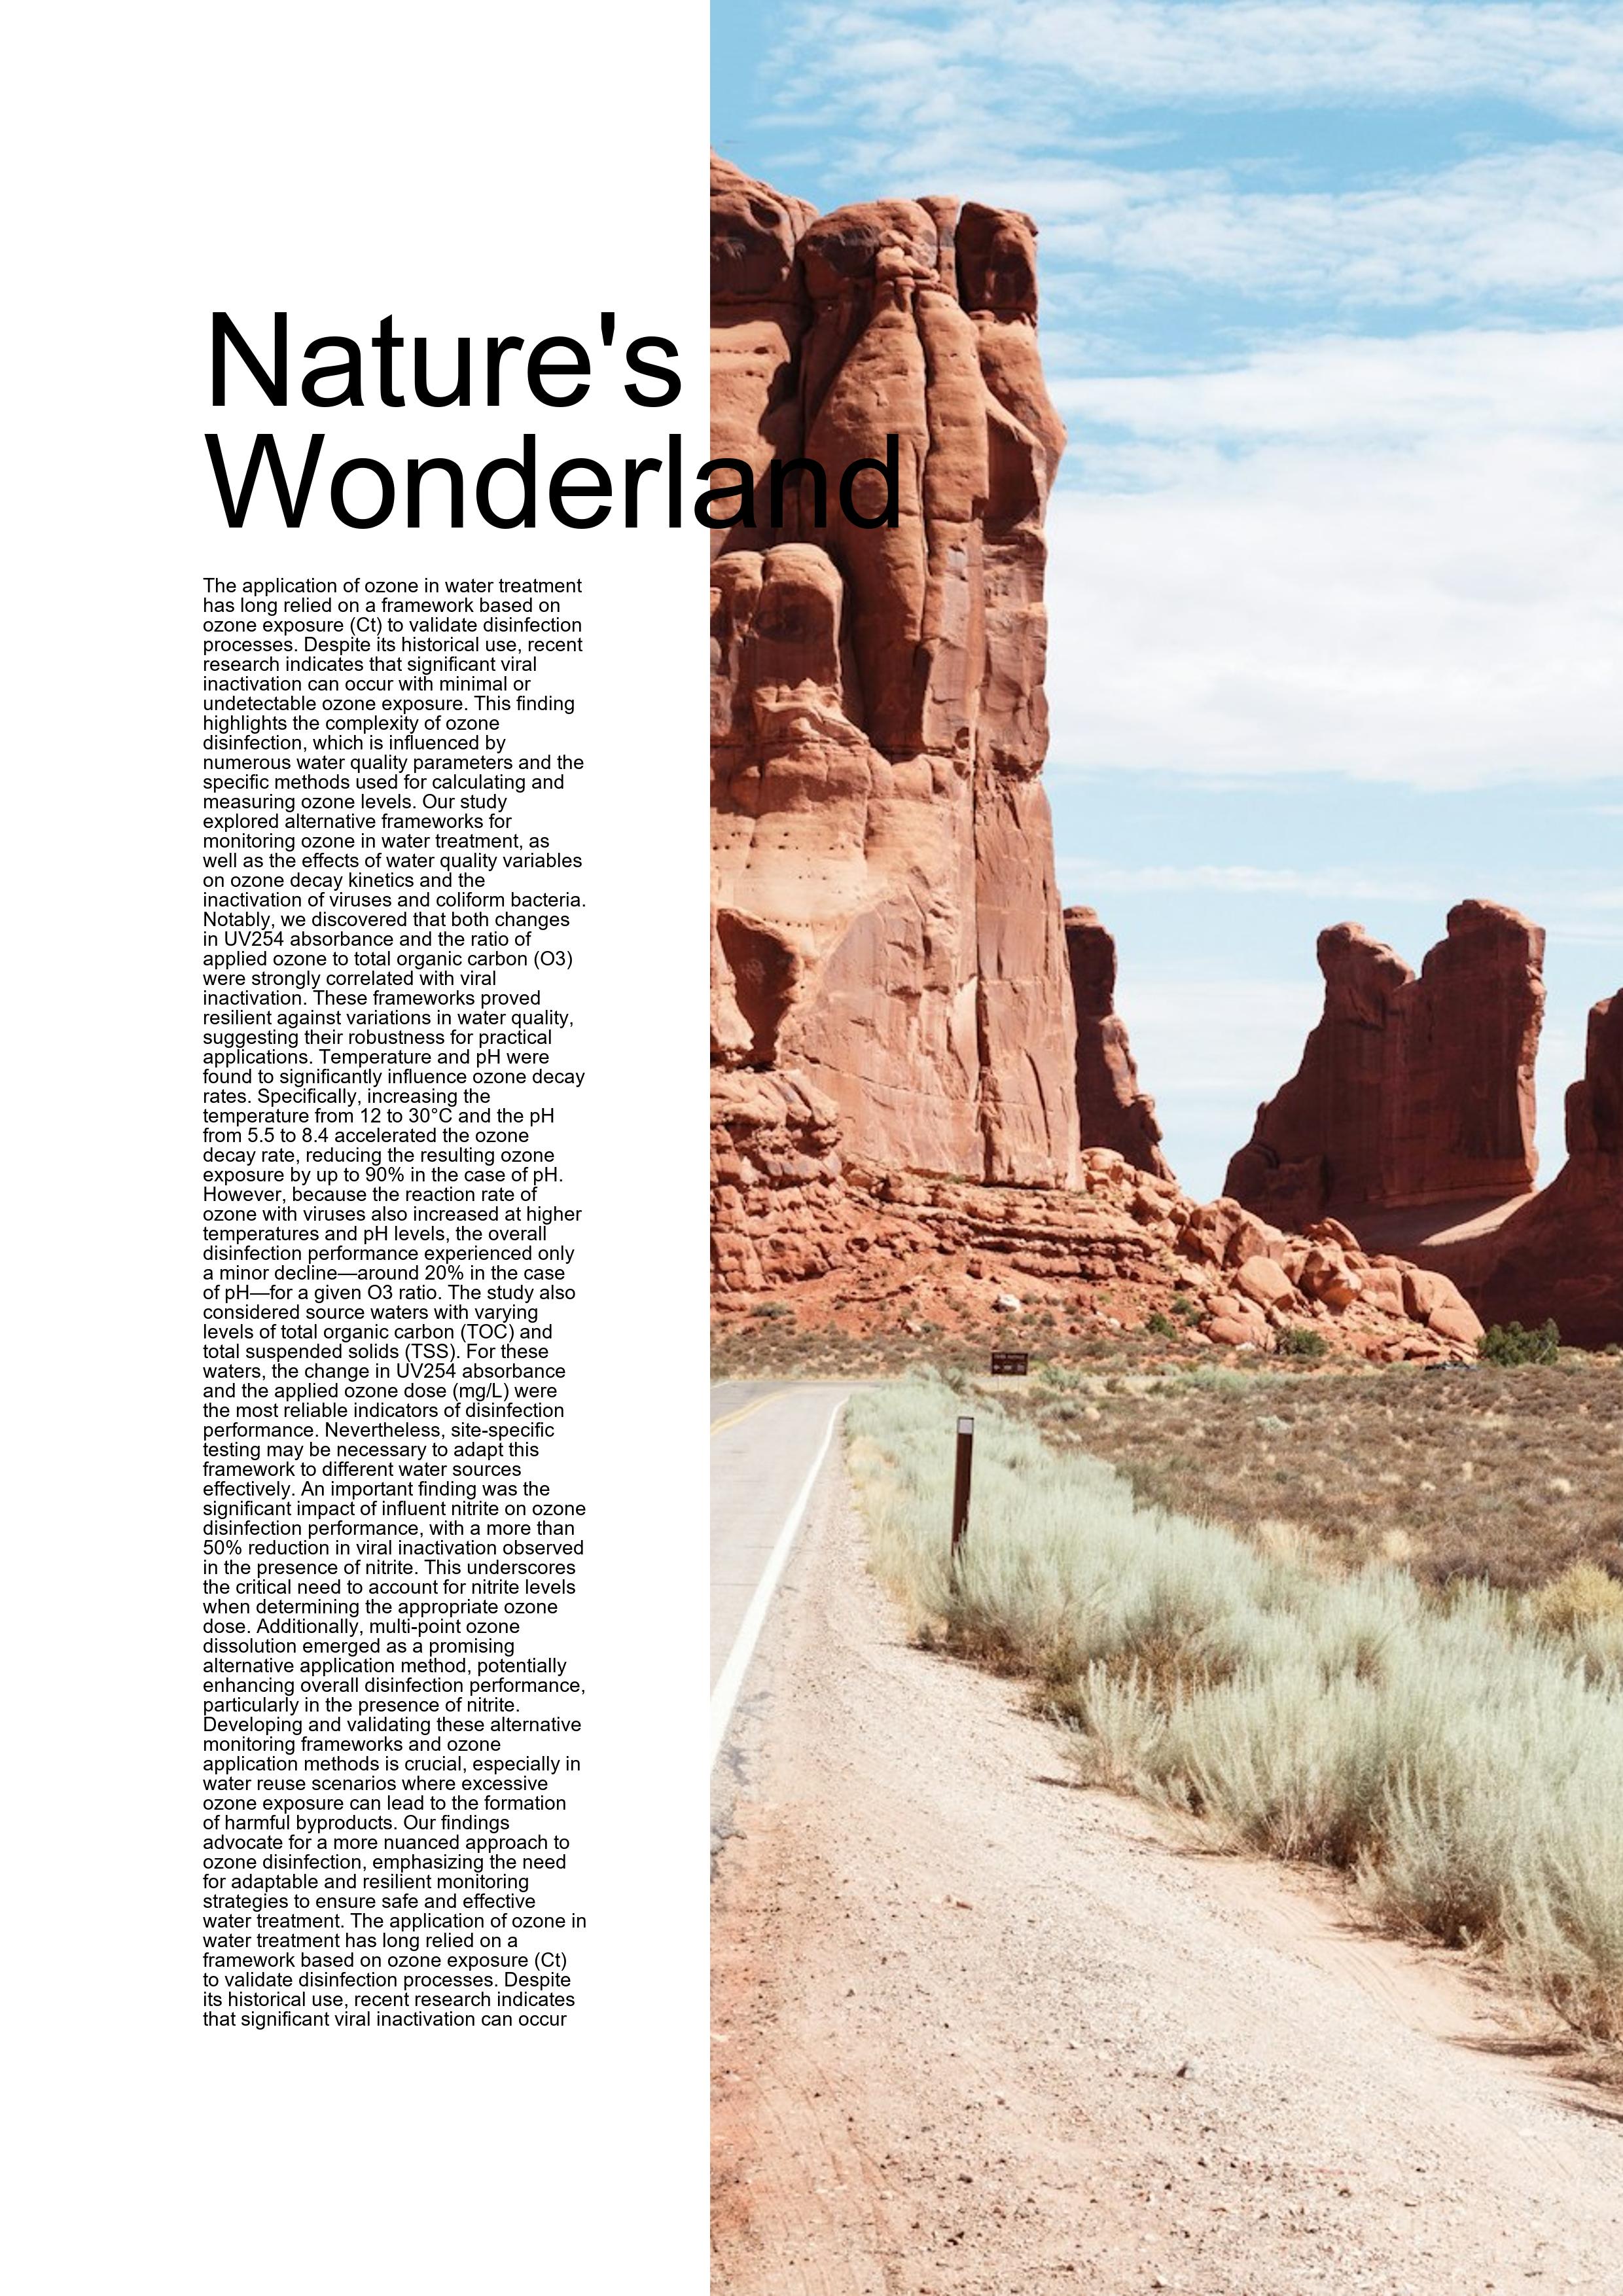 Nature's
Wonderland
The application of ozone in water treatment
has long relied on a framework based on
ozone exposure (Ct) to validate disinfection
processes. Despite its historical use, recent
research indicates that significant viral
inactivation can occur with minimal or
undetectable ozone exposure. This finding
highlights the complexity of ozone
disinfection, which is influenced by
numerous water quality parameters and the
specific methods used for calculating and
measuring ozone levels. Our study
explored alternative frameworks for
monitoring ozone in water treatment, as
well as the effects of water quality variables
on ozone decay kinetics and the
inactivation of viruses and coliform bacteria.
Notably, we discovered that both changes
in UV254 absorbance and the ratio of
applied ozone to total organic carbon (O3)
were strongly correlated with viral
inactivation. These frameworks proved
resilient against variations in water quality,
suggesting their robustness for practical
applications. Temperature and pH were
found to significantly influence ozone decay
rates. Specifically, increasing the
temperature from 12 to 30°C and the pH
from 5.5 to 8.4 accelerated the ozone
decay rate, reducing the resulting ozone
exposure by up to 90% in the case of pH.
However, because the reaction rate of
ozone with viruses also increased at higher
temperatures and pH levels, the overall
disinfection performance experienced only
a minor decline—around 20% in the case
of pH—for a given O3 ratio. The study also
considered source waters with varying
levels of total organic carbon (TOC) and
total suspended solids (TSS). For these
waters, the change in UV254 absorbance
and the applied ozone dose (mg/L) were
the most reliable indicators of disinfection
performance. Nevertheless, site-specific
testing may be necessary to adapt this
framework to different water sources
effectively. An important finding was the
significant impact of influent nitrite on ozone
disinfection performance, with a more than
50% reduction in viral inactivation observed
in the presence of nitrite. This underscores
the critical need to account for nitrite levels
when determining the appropriate ozone
dose. Additionally, multi-point ozone
dissolution emerged as a promising
alternative application method, potentially
enhancing overall disinfection performance,
particularly in the presence of nitrite.
Developing and validating these alternative
monitoring frameworks and ozone
application methods is crucial, especially in
water reuse scenarios where excessive
ozone exposure can lead to the formation
of harmful byproducts. Our findings
advocate for a more nuanced approach to
ozone disinfection, emphasizing the need
for adaptable and resilient monitoring
strategies to ensure safe and effective
water treatment. The application of ozone in
water treatment has long relied on a
framework based on ozone exposure (Ct)
to validate disinfection processes. Despite
its historical use, recent research indicates
that significant viral inactivation can occur